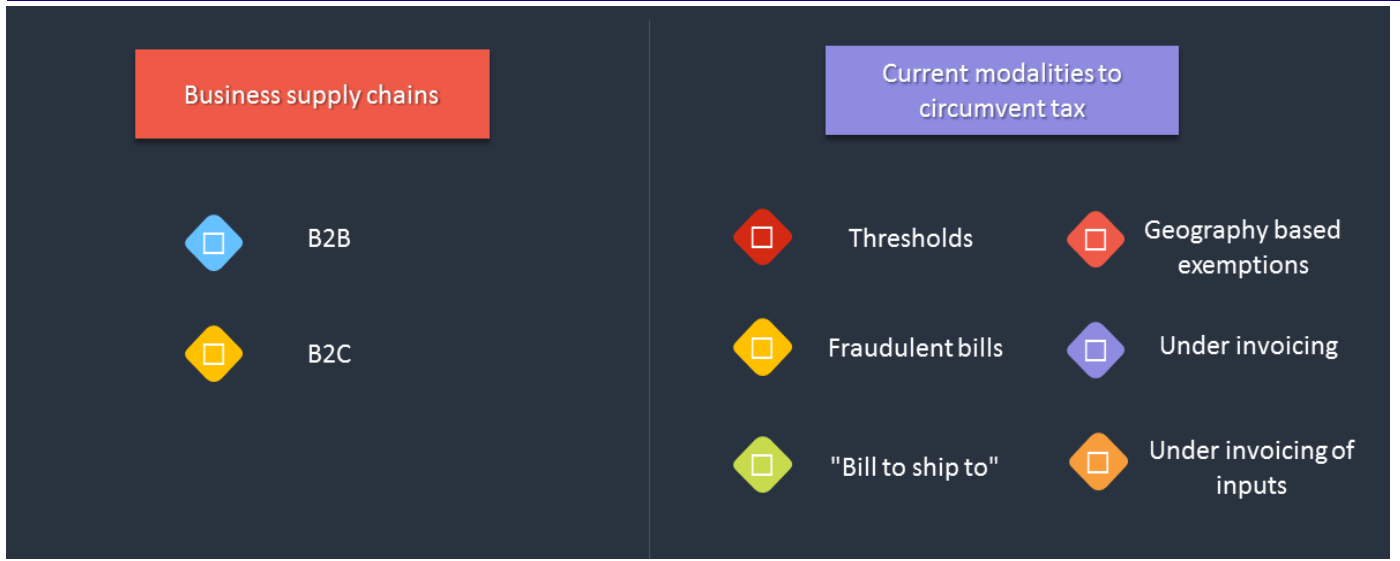 Business supply chains
B2B
B2C
Current modalities to
circumvent tax
Thresholds
Geography based
exemptions
Fraudulent bills
Under invoicing
"Bill to ship to"
Under invoicing of
inputs